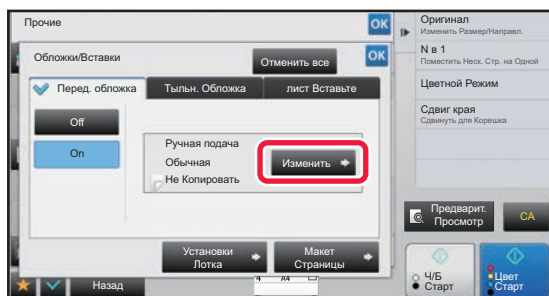 Прочие
OK
Обложки/Вставки
Отменить все
OK
Перед. обложка
Тыльн. Обложка
лист Вставьте
Off
On
Ручная подача
Обычная
Не Копировать
Изменить
Установки
Лотка
Макет
Страницы
Назад
4 A4
Оригинал
Изменить Размер/Направл.
N в 1
Поместить Неск. Стр. на Одной
Цветной Режим
Сдвиг края
Сдвинуть для Корешка
Предварит.
Просмотр
CA
Ч/Б
Старт
Цвет
Старт